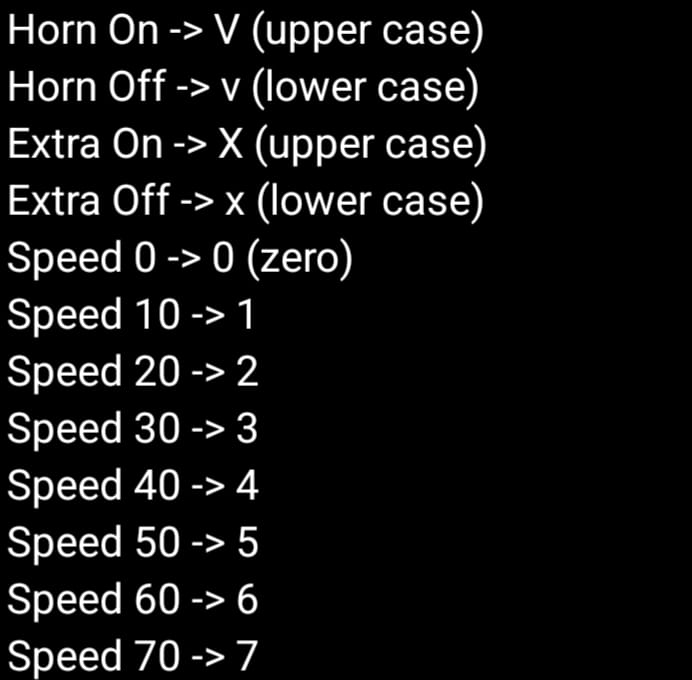 Horn On -> V (upper case)
Horn Off -> v (lower case)
Extra On -> X (upper case)
Extra Off -> x (lower case)
Speed 0 -> 0 (zero)
Speed 10 -> 1
Speed 20 -> 2
Speed 30 -> 3
Speed 40 -> 4
Speed 50 -> 5
Speed 60 -> 6
Speed 70 -> 7